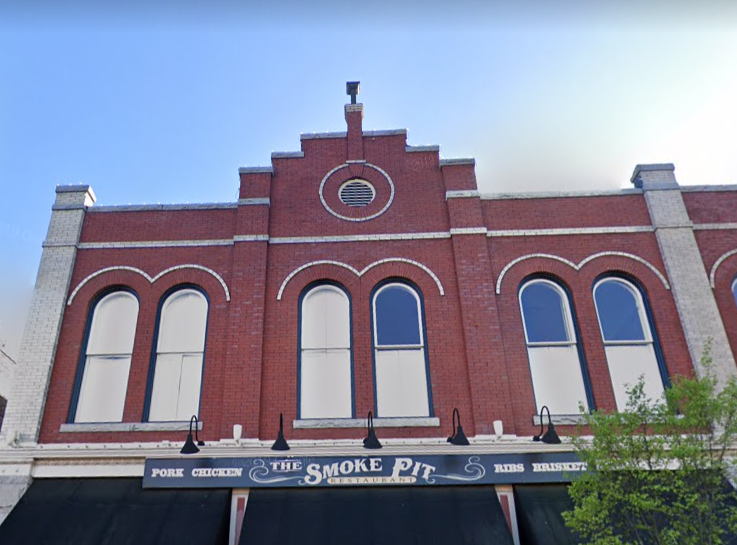 PORK CHICKEN THE SMOKE PIT RIBS BRISKET
RESTAURANT